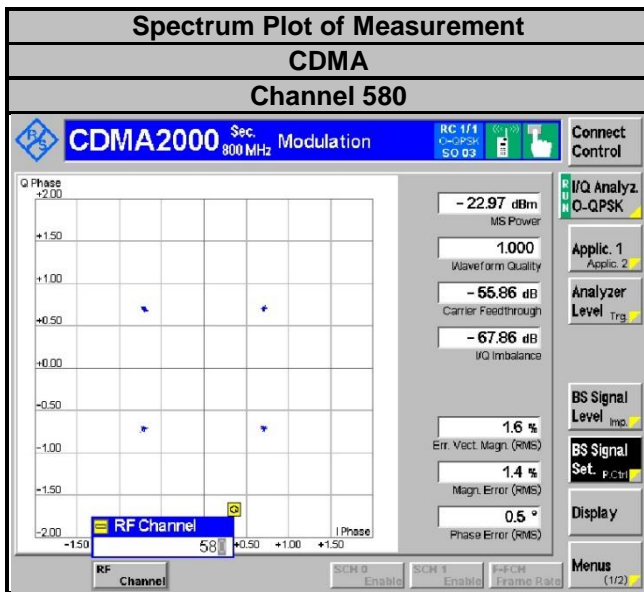 Spectrum Plot of Measurement
CDMA
Channel 580
R S
CDMA2000 Sec. 800 MHz Modulation
RC 1/1
O-QPSK
SO 03
Connect Control
Q Phase
+2.00
+1.50
+1.00
+0.50
+0.00
-0.50
-1.00
-1.50
-2.00
-1.50 +0.50 +1.00 +1.50
I Phase
RF Channel
58
- 22.97 dBm
MS Power
1.000
Waveform Quality
- 55.86 dB
Carrier Feedthrough
- 67.86 dB
I/Q Imbalance
1.6 %
Err. Vect. Magn. (RMS)
1.4 %
Magn. Error (RMS)
0.5 °
Phase Error (RMS)
RUN
I/Q Analyz.
O-QPSK
Applic. 1
Applic. 2
Analyzer
Level Trg.
BS Signal
Level Imp.
BS Signal
Set. P.Ctrl
Display
Menus
(1/2)
RF
Channel
SCH 0
Enable
SCH 1
Enable
F-FCH
Frame Rate